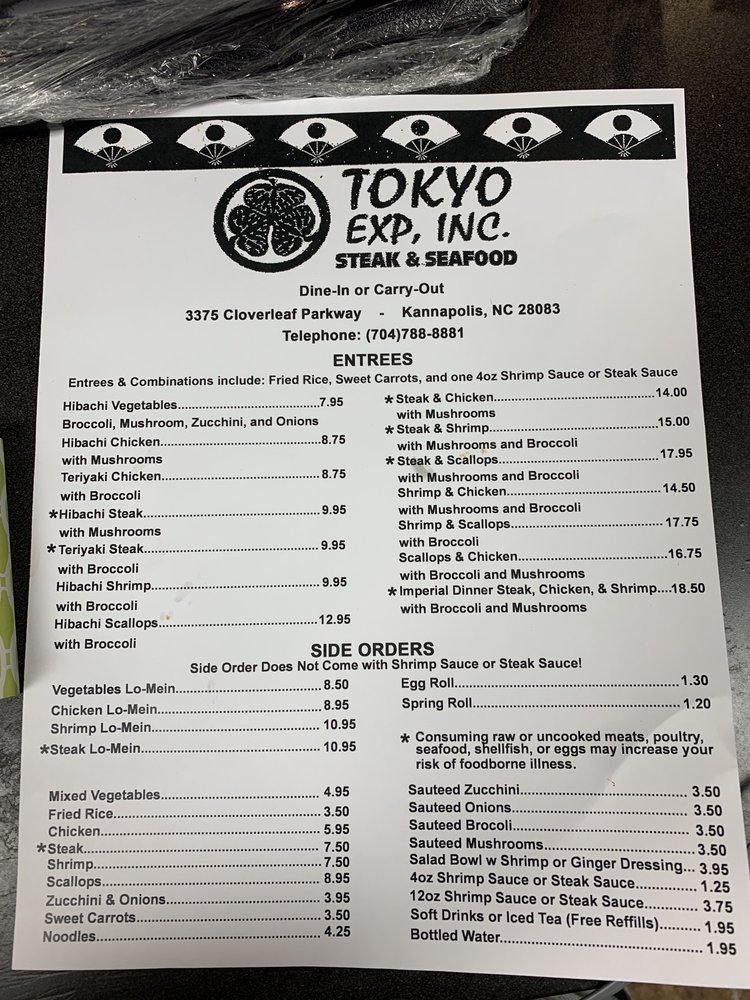 TOKYO
EXP, INC.
STEAK & SEAFOOD
Dine-In or Carry-Out
3375 Cloverleaf Parkway - Kannapolis, NC 28083
Telephone: (704)788-8881
ENTREES
Entrees & Combinations include: Fried Rice, Sweet Carrots, and one 4oz Shrimp Sauce or Steak Sauce
Hibachi Vegetables...7.95
Broccoli, Mushroom, Zucchini, and Onions
Hibachi Chicken...8.75
with Mushrooms
Teriyaki Chicken...8.75
with Broccoli
*Hibachi Steak...9.95
with Mushrooms
*Teriyaki Steak...9.95
with Broccoli
Hibachi Shrimp...9.95
with Broccoli
Hibachi Scallops...12.95
with Broccoli
*Steak & Chicken...14.00
with Mushrooms
*Steak & Shrimp...15.00
with Mushrooms and Broccoli
*Steak & Scallops...17.95
with Mushrooms and Broccoli
Shrimp & Chicken...14.50
with Mushrooms and Broccoli
Shrimp & Scallops...17.75
with Broccoli
Scallops & Chicken...16.75
with Broccoli and Mushrooms
*Imperial Dinner Steak, Chicken, & Shrimp....18.50
with Broccoli and Mushrooms
SIDE ORDERS
Side Order Does Not Come with Shrimp Sauce or Steak Sauce!
Vegetables Lo-Mein...8.50
Chicken Lo-Mein...8.95
Shrimp Lo-Mein...10.95
*Steak Lo-Mein...10.95
Egg Roll...1.30
Spring Roll...1.20
* Consuming raw or uncooked meats, poultry,
seafood, shellfish, or eggs may increase your
risk of foodborne illness.
Mixed Vegetables...4.95
Fried Rice...3.50
Chicken...5.95
*Steak...7.50
Shrimp...7.50
Scallops...8.95
Zucchini & Onions...3.95
Sweet Carrots...3.50
Noodles...4.25
Sauteed Zucchini...3.50
Sauteed Onions...3.50
Sauteed Brocoli...3.50
Sauteed Mushrooms...3.50
Salad Bowl w Shrimp or Ginger Dressing...3.95
4oz Shrimp Sauce or Steak Sauce...1.25
12oz Shrimp Sauce or Steak Sauce...3.75
Soft Drinks or Iced Tea (Free Reffills)...1.95
Bottled Water...1.95